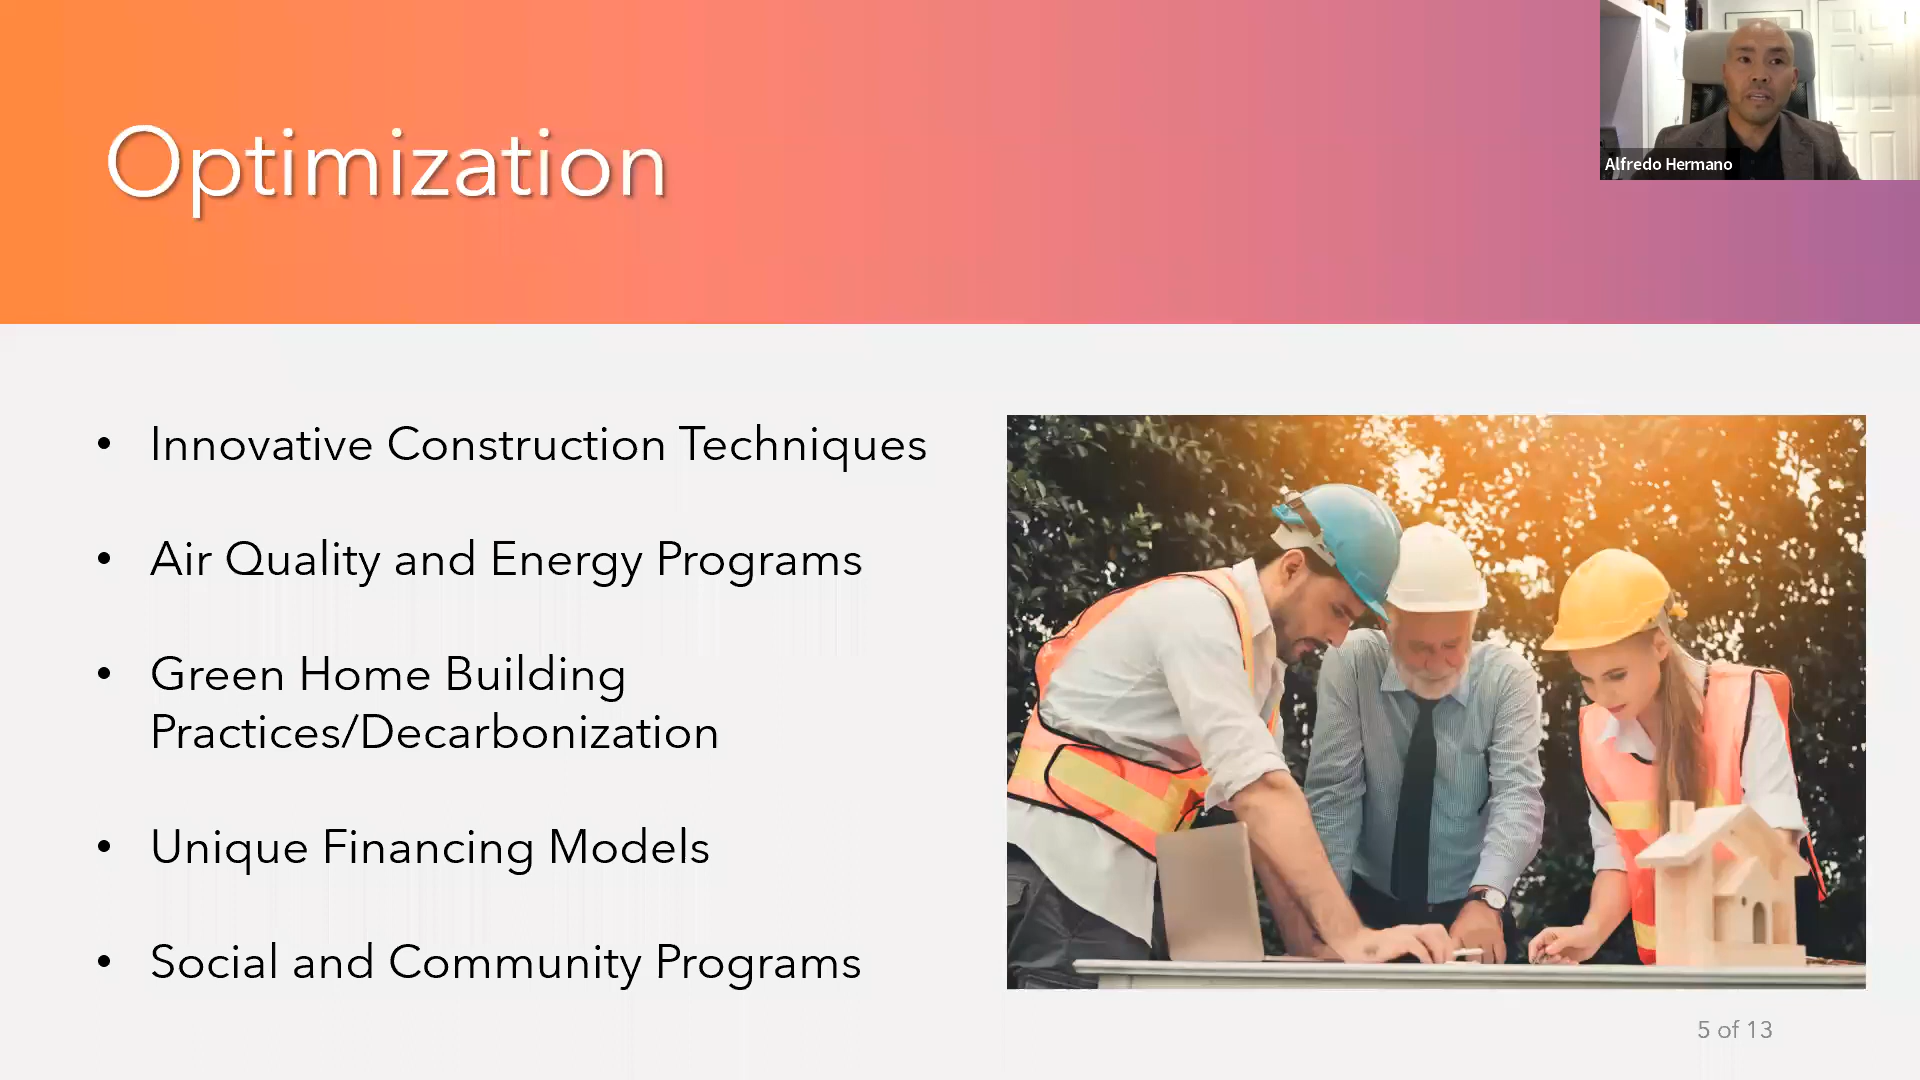 Optimization
Alfredo Hermano
• Innovative Construction Techniques
• Air Quality and Energy Programs
• Green Home Building
Practices/Decarbonization
• Unique Financing Models
• Social and Community Programs
5 of 13